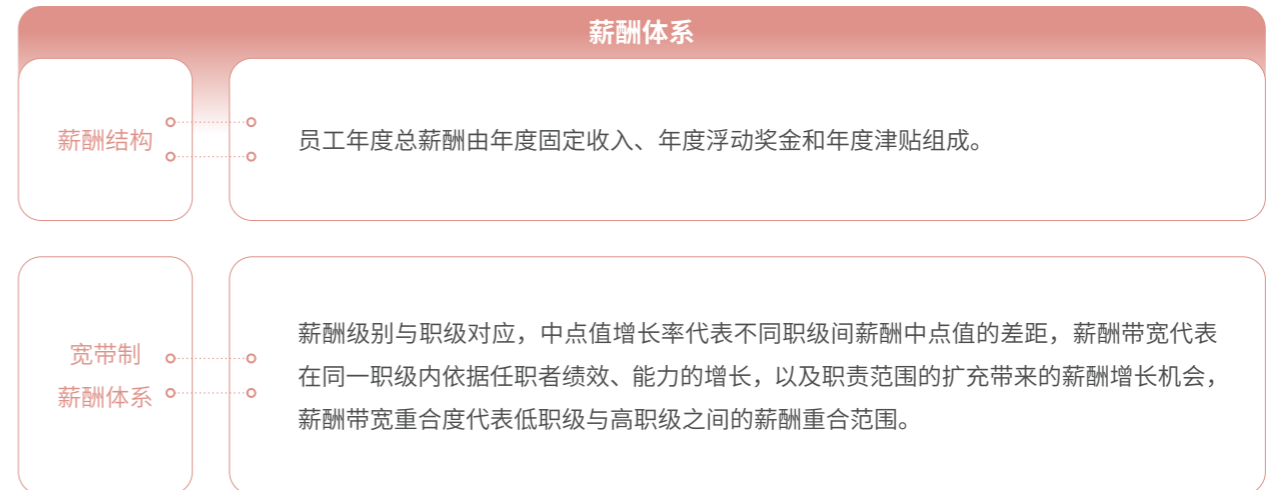 薪酬体系
薪酬结构
员工年度总薪酬由年度固定收入、年度浮动奖金和年度津贴组成。
宽带制
薪酬体系
薪酬级别与职级对应，中点值增长率代表不同职级间薪酬中点值的差距，薪酬带宽代表
在同一职级内依据任职者绩效、能力的增长，以及职责范围的扩充带来的薪酬增长机会，
薪酬带宽重合度代表低职级与高职级之间的薪酬重合范围。